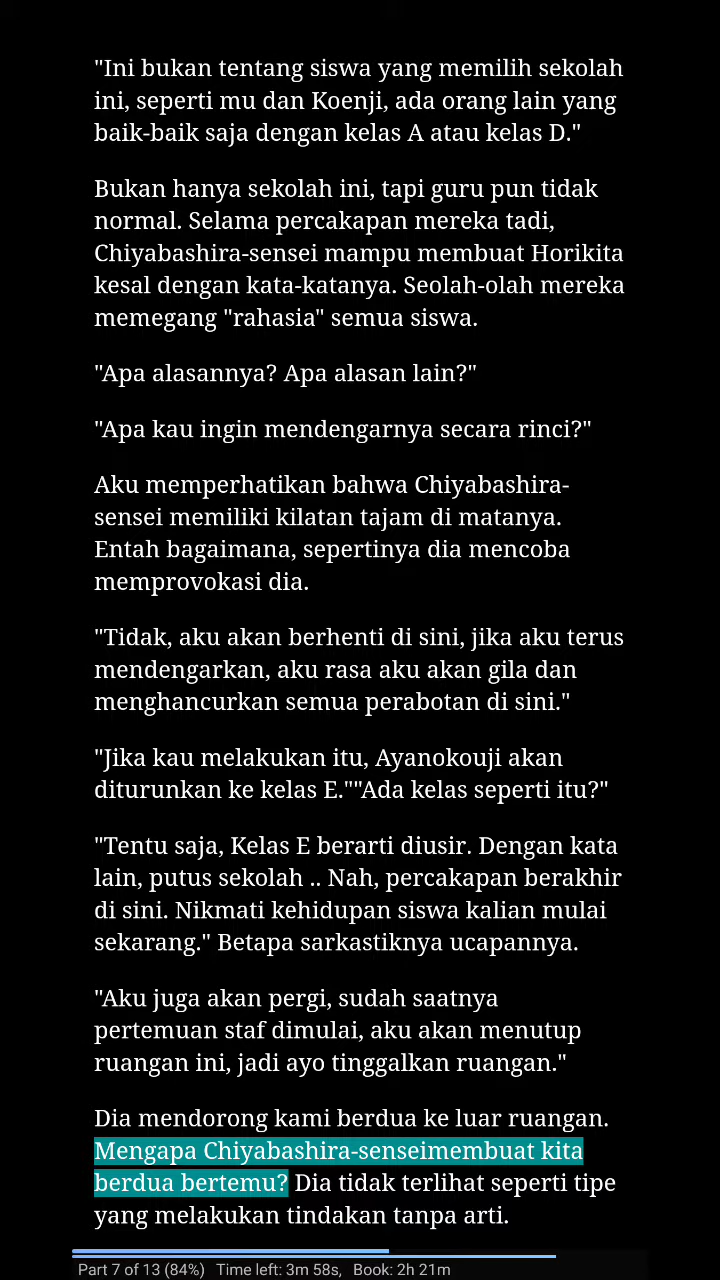 "Ini bukan tentang siswa yang memilih sekolah
ini, seperti mu dan Koenji, ada orang lain yang
baik-baik saja dengan kelas A atau kelas D."
Bukan hanya sekolah ini, tapi guru pun tidak
normal. Selama percakapan mereka tadi,
Chiyabashira-sensei mampu membuat Horikita
kesal dengan kata-katanya. Seolah-olah mereka
memegang "rahasia" semua siswa.
"Apa alasannya? Apa alasan lain?"
"Apa kau ingin mendengarnya secara rinci?"
Aku memperhatikan bahwa Chiyabashira-
sensei memiliki kilatan tajam di matanya.
Entah bagaimana, sepertinya dia mencoba
memprovokasi dia.
"Tidak, aku akan berhenti di sini, jika aku terus
mendengarkan, aku rasa aku akan gila dan
menghancurkan semua perabotan di sini."
"Jika kau melakukan itu, Ayanokouji akan
diturunkan ke kelas E.""Ada kelas seperti itu?"
"Tentu saja, Kelas E berarti diusir. Dengan kata
lain, putus sekolah .. Nah, percakapan berakhir
di sini. Nikmati kehidupan siswa kalian mulai
sekarang." Betapa sarkastiknya ucapannya.
"Aku juga akan pergi, sudah saatnya
pertemuan staf dimulai, aku akan menutup
ruangan ini, jadi ayo tinggalkan ruangan."
Dia mendorong kami berdua ke luar ruangan.
Mengapa Chiyabashira-senseimembuat kita
berdua bertemu? Dia tidak terlihat seperti tipe
yang melakukan tindakan tanpa arti.
Part 7 of 13 (84%) Time left: 3m 58s, Book: 2h 21m